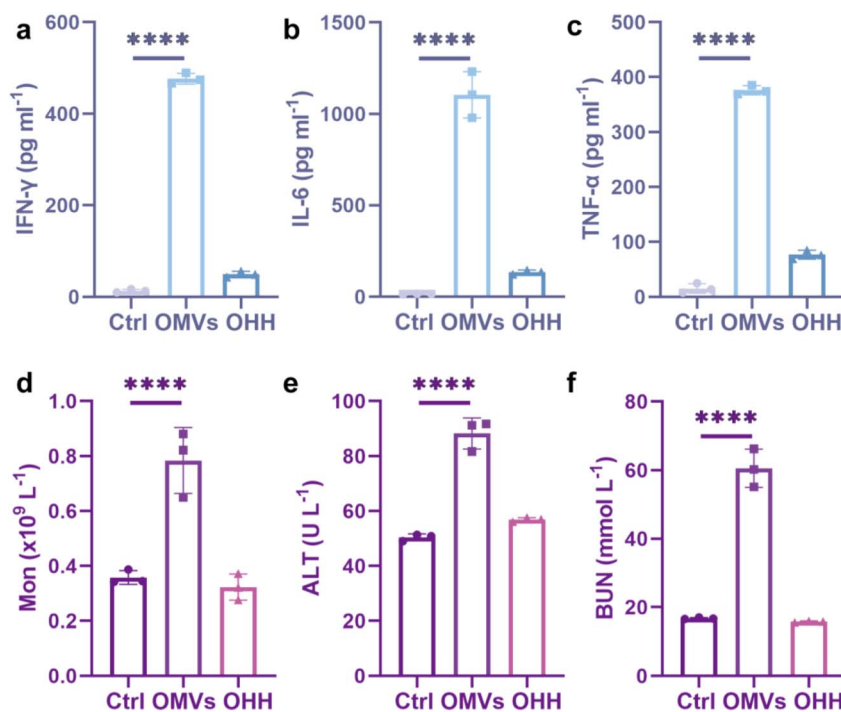 a
****
IFN-γ (pg ml⁻¹)
600
400
200
0
Ctrl OMVs OHH
b
****
IL-6 (pg ml⁻¹)
1500
1000
500
0
Ctrl OMVs OHH
c
****
TNF-α (pg ml⁻¹)
500
400
300
200
100
0
Ctrl OMVs OHH
d
****
Mon (x10⁹ L⁻¹)
1.0
0.8
0.6
0.4
0.2
0.0
Ctrl OMVs OHH
e
****
ALT (U L⁻¹)
100
80
60
40
20
0
Ctrl OMVs OHH
f
****
BUN (mmol L⁻¹)
80
60
40
20
0
Ctrl OMVs OHH